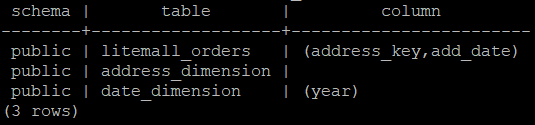 schema | table | column
--------+--------------------+-------------------------
public | litemall_orders | (address_key,add_date)
public | address_dimension |
public | date_dimension | (year)
(3 rows)